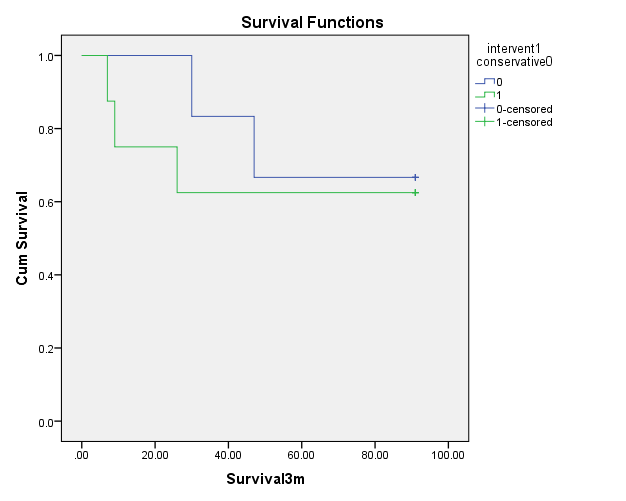 Survival Functions
intervent1
conservative0
0
1
0-censored
1-censored
1.0
0.8
0.6
0.4
0.2
0.0
Cum Survival
.00 20.00 40.00 60.00 80.00 100.00
Survival3m